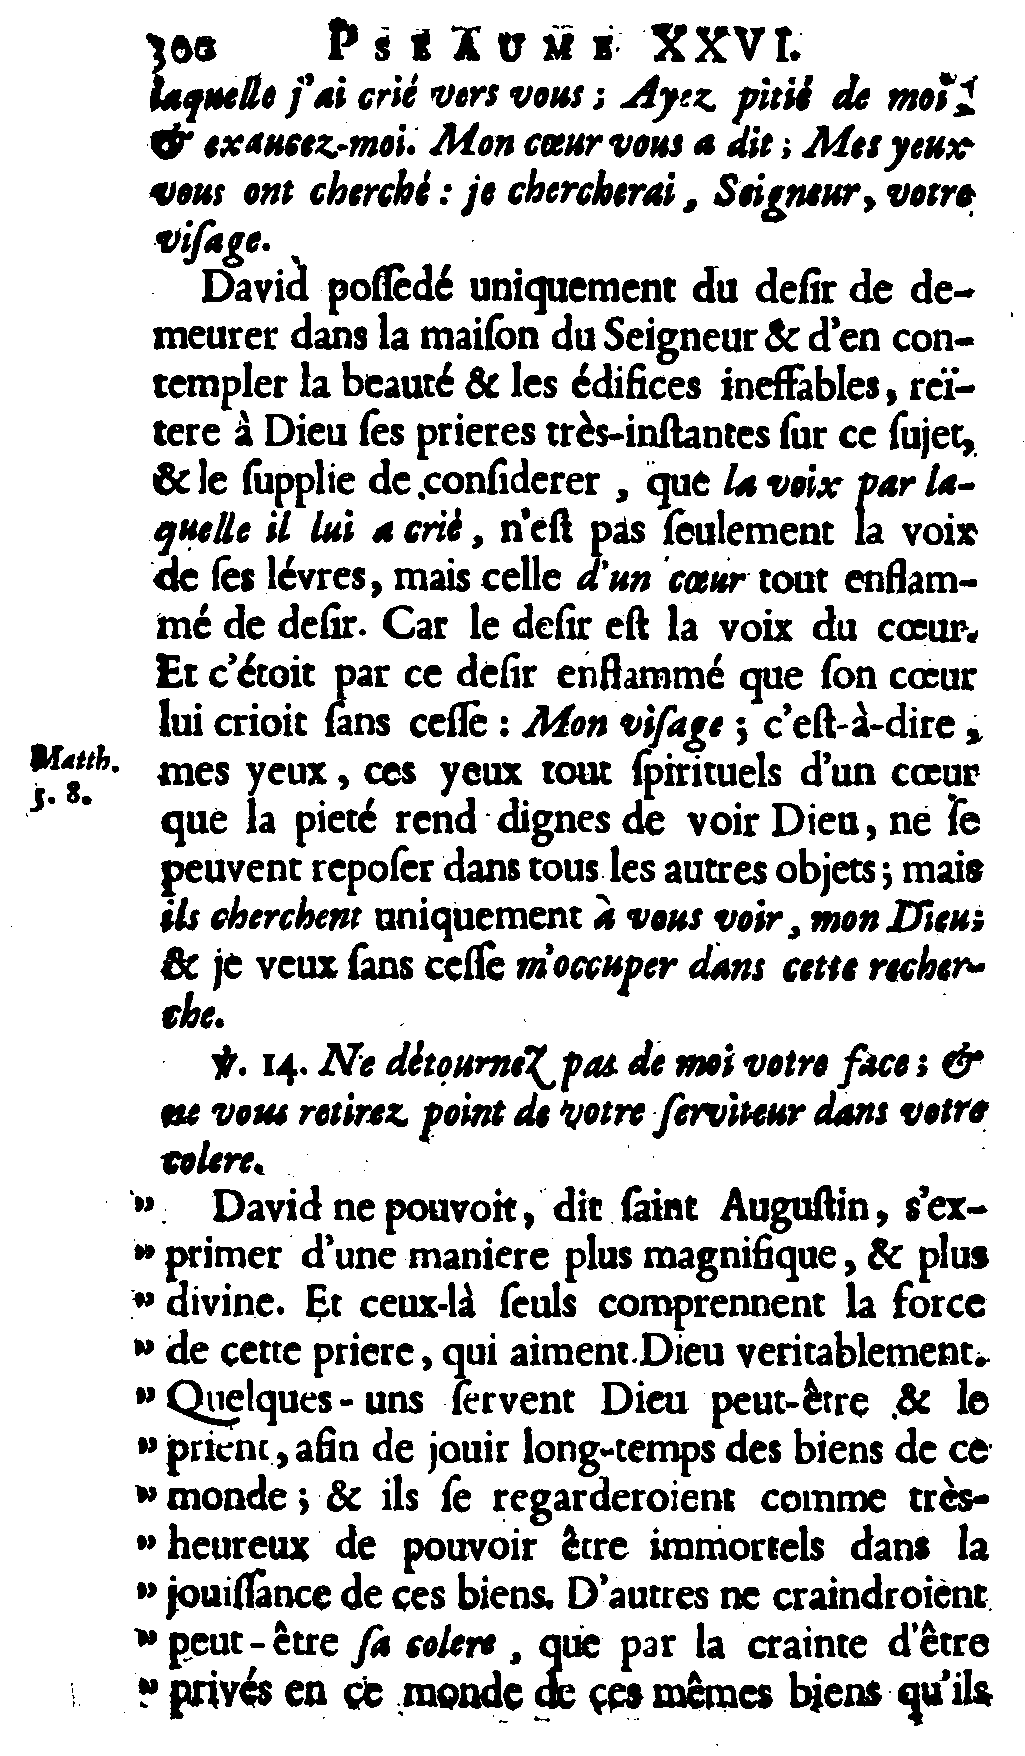 300 PSEAUME XXVI.
laquelle j'ai crié vers vous ; Ayez pitié de moi ;
& exaucez-moi. Mon cœur vous a dit ; Mes yeux
vous ont cherché : je chercherai, Seigneur, votre
viſage.
David poſſedé uniquement du deſir de de-
meurer dans la maiſon du Seigneur & d'en con-
templer la beauté & les édifices ineffables, reï-
tere à Dieu ſes prieres très-inſtantes ſur ce ſujet,
& le ſupplie de conſiderer, que la voix par la-
quelle il lui a crié, n'eſt pas ſeulement la voix
de ſes lévres, mais celle d'un cœur tout enflam-
mé de deſir. Car le deſir eſt la voix du cœur.
Et c'étoit par ce deſir enflammé que ſon cœur
lui crioit ſans ceſſe : Mon viſage ; c'eſt-à-dire,
Matth. 5. 8.
mes yeux, ces yeux tout ſpirituels d'un cœur
que la pieté rend dignes de voir Dieu, ne ſe
peuvent repoſer dans tous les autres objets ; mais
ils cherchent uniquement à vous voir, mon Dieu ;
& je veux ſans ceſſe m'occuper dans cette recher-
che.
℣. 14. Ne détournez pas de moi votre face ; &
ne vous retirez point de votre ſerviteur dans votre
colere.
" David ne pouvoit, dit ſaint Auguſtin, s'ex-
" primer d'une maniere plus magnifique, & plus
" divine. Et ceux-là ſeuls comprennent la force
" de cette priere, qui aiment Dieu veritablement.
" Quelques-uns ſervent Dieu peut-être & le
" prient, afin de jouir long-temps des biens de ce
" monde ; & ils ſe regarderoient comme très-
" heureux de pouvoir être immortels dans la
" jouiſſance de ces biens. D'autres ne craindroient
" peut-être ſa colere, que par la crainte d'être
" privés en ce monde de ces mêmes biens qu'ils